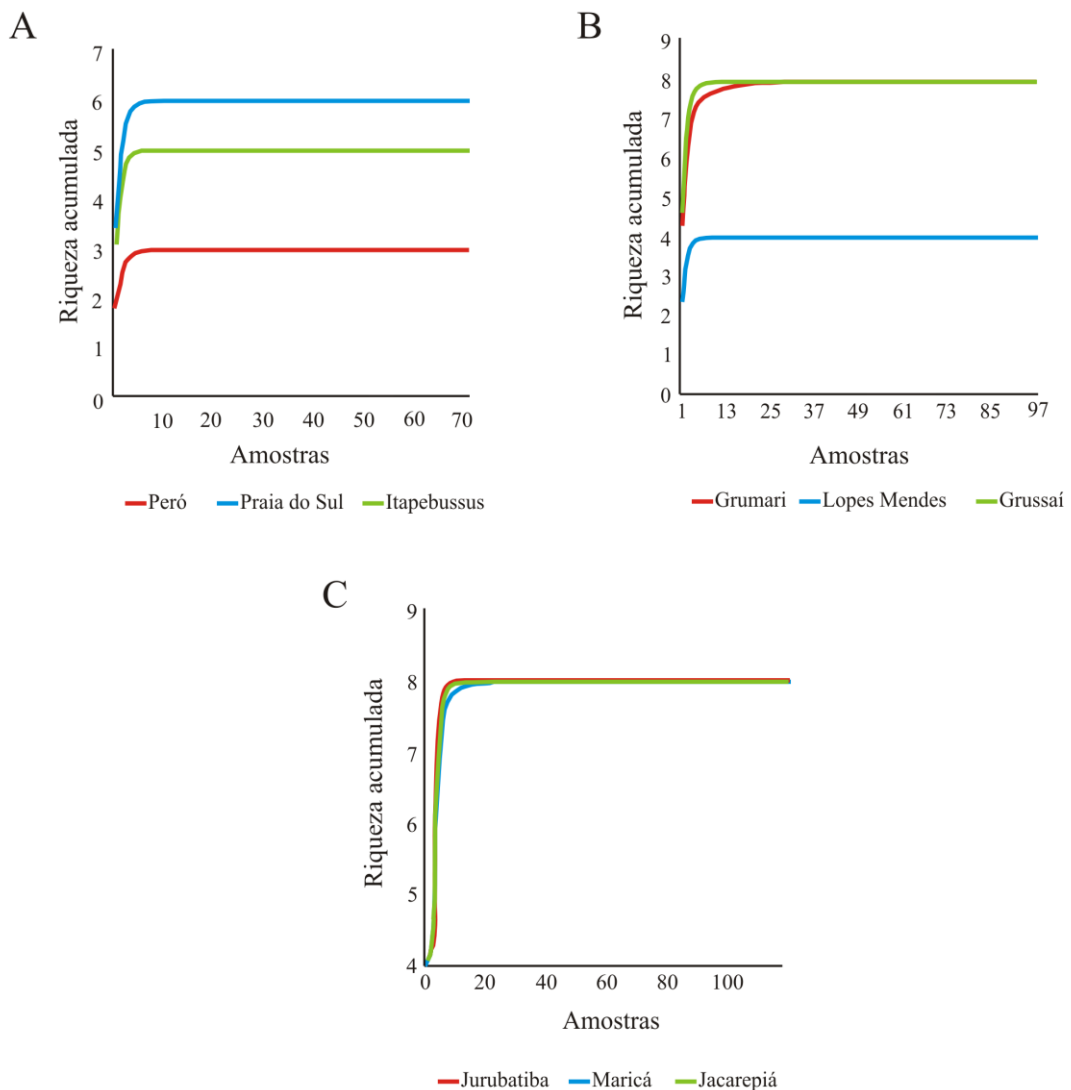 A
7
6
5
4
3
2
1
0
Riqueza acumulada
10 20 30 40 50 60 70
Amostras
Peró Praia do Sul Itapebussus
B
9
8
7
6
5
4
3
2
1
0
Riqueza acumulada
1 13 25 37 49 61 73 85 97
Amostras
Grumari Lopes Mendes Grussaí
C
9
8
7
6
5
4
Riqueza acumulada
0 20 40 60 80 100
Amostras
Jurubatiba Maricá Jacarepiá